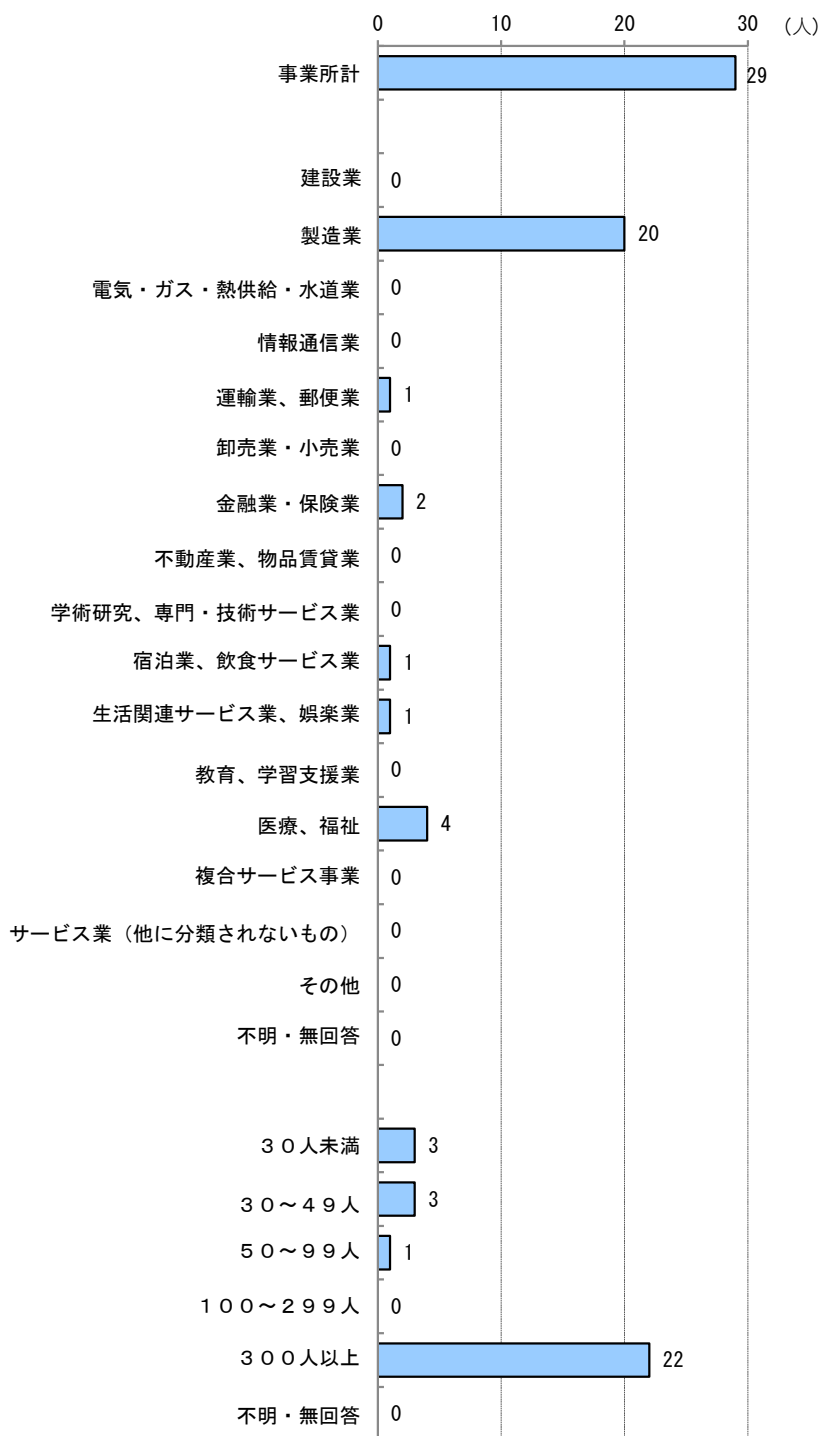 0 10 20 30 (人)
事業所計 29
建設業 0
製造業 20
電気・ガス・熱供給・水道業 0
情報通信業 0
運輸業、郵便業 1
卸売業・小売業 0
金融業・保険業 2
不動産業、物品賃貸業 0
学術研究、専門・技術サービス業 0
宿泊業、飲食サービス業 1
生活関連サービス業、娯楽業 1
教育、学習支援業 0
医療、福祉 4
複合サービス事業 0
サービス業（他に分類されないもの） 0
その他 0
不明・無回答 0
３０人未満 3
３０～４９人 3
５０～９９人 1
１００～２９９人 0
３００人以上 22
不明・無回答 0